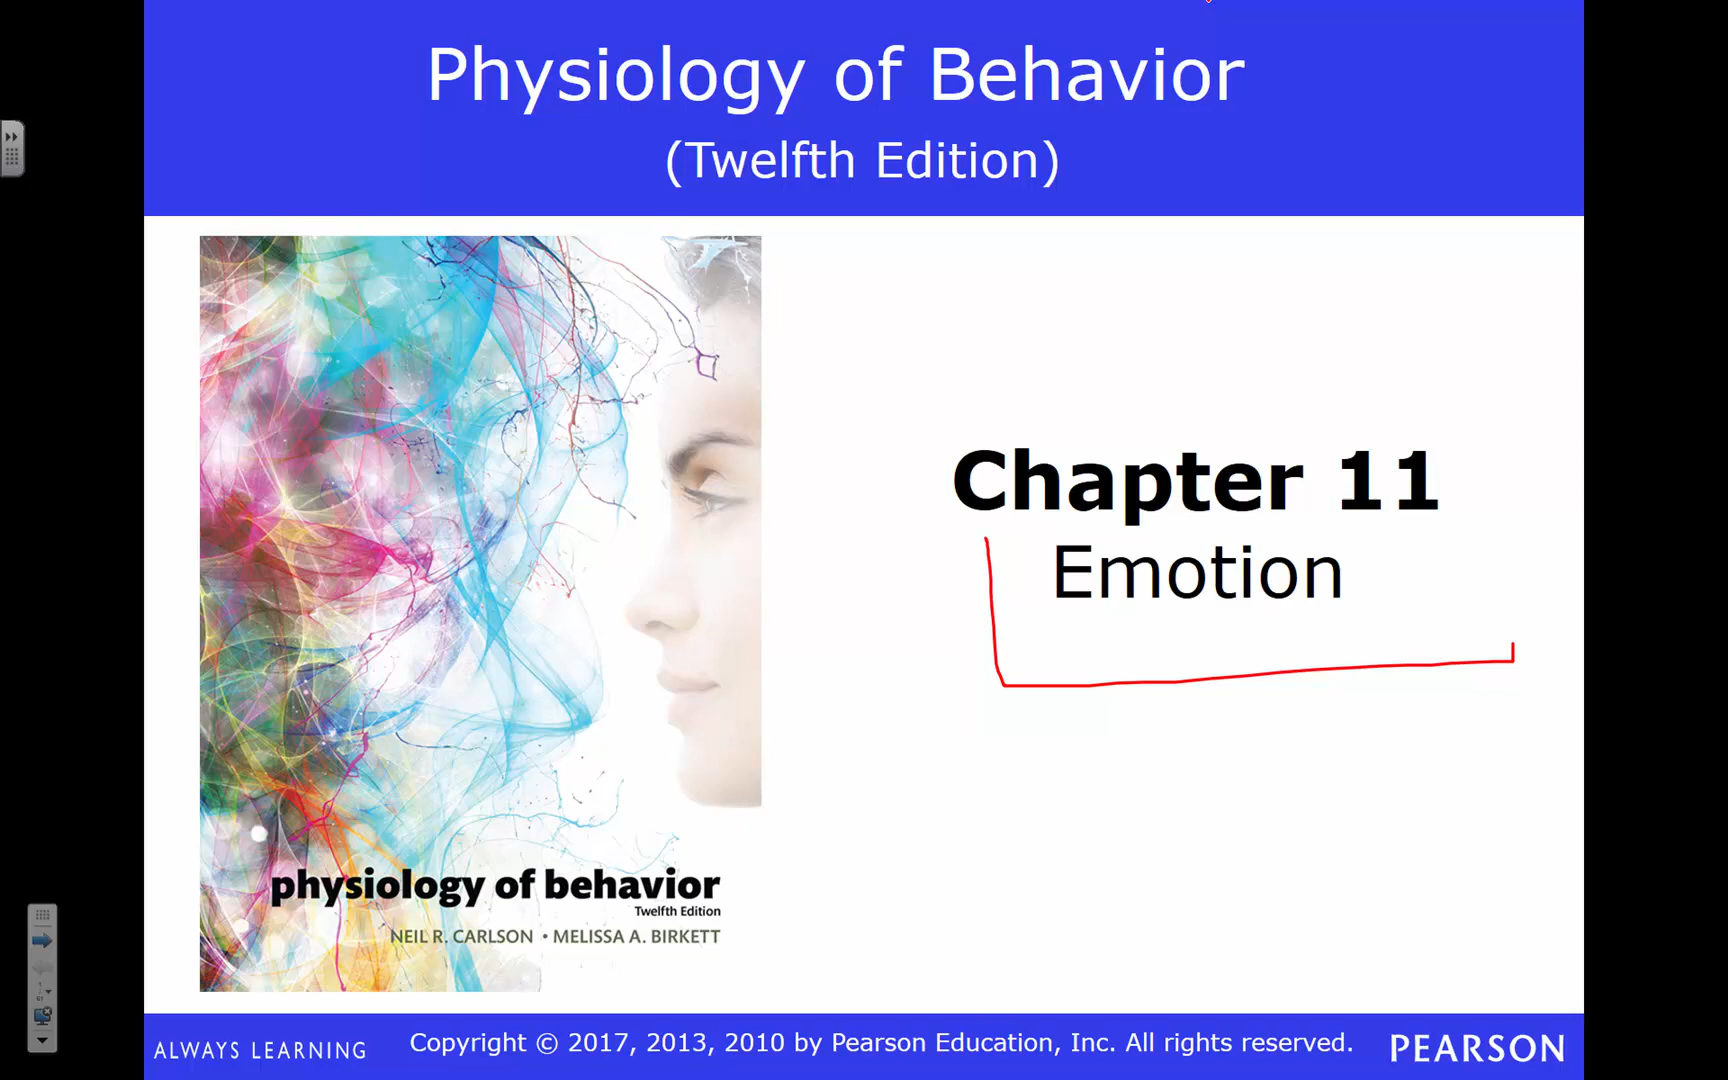 Physiology of Behavior
(Twelfth Edition)
Chapter 11
Emotion
physiology of behavior
Twelfth Edition
NEIL R. CARLSON • MELISSA A. BIRKETT
ALWAYS LEARNING
Copyright © 2017, 2013, 2010 by Pearson Education, Inc. All rights reserved.
PEARSON